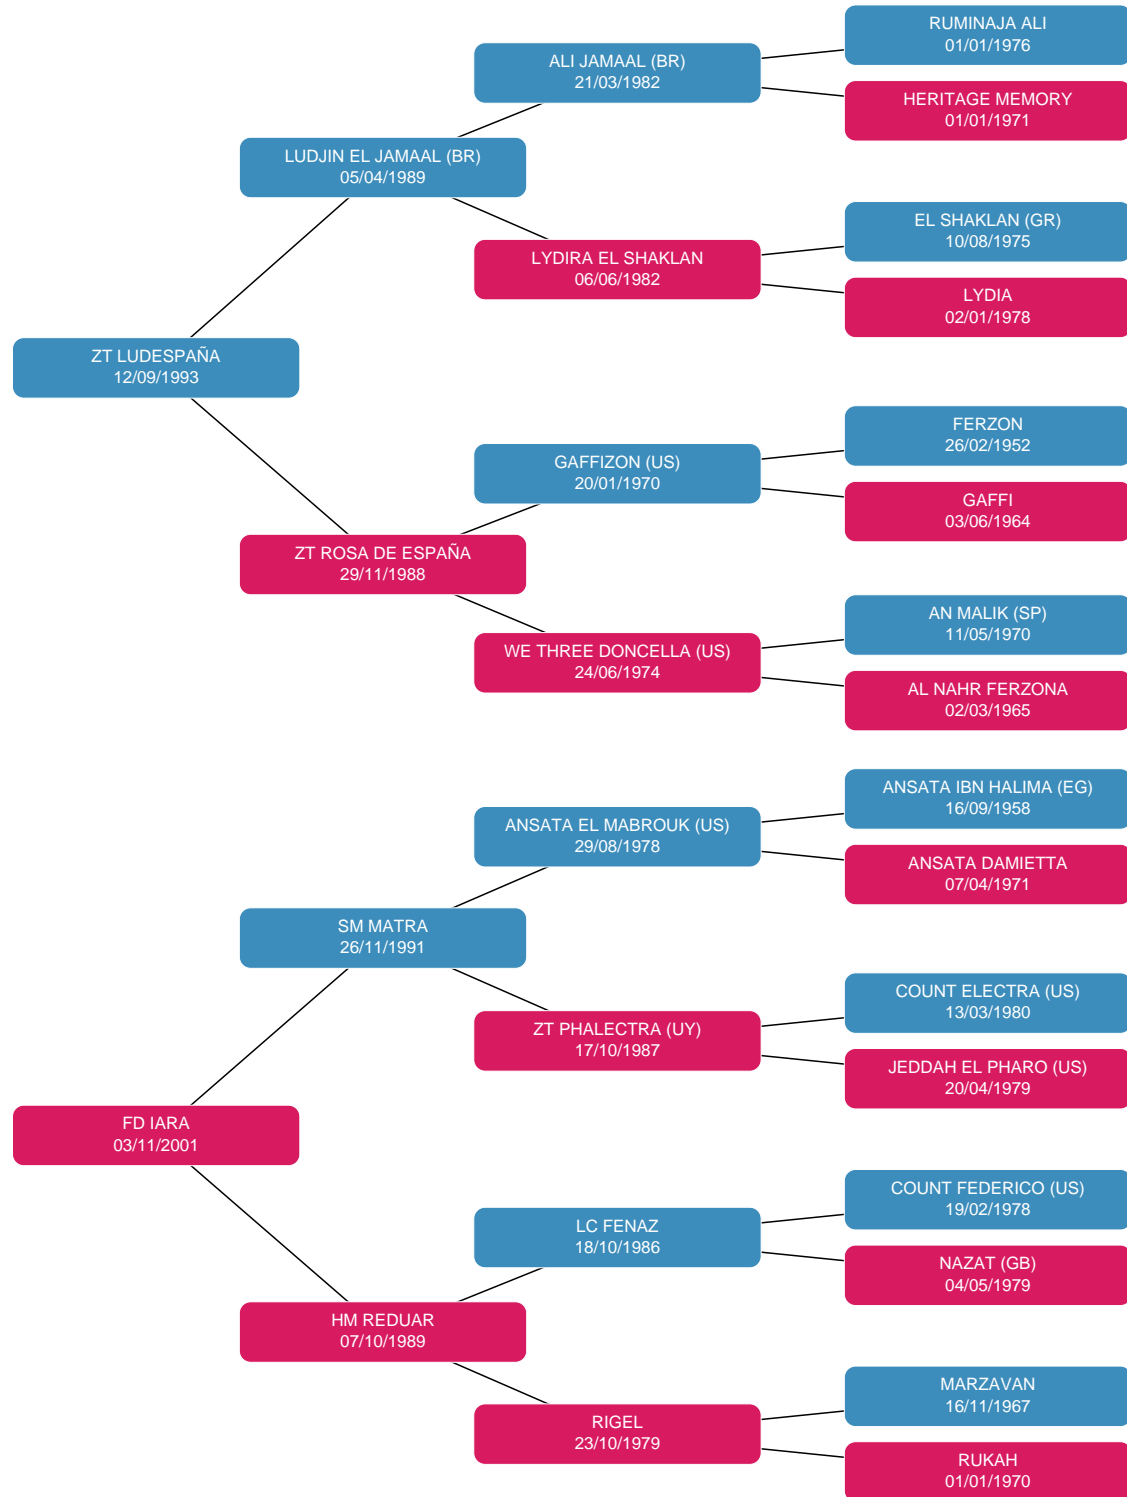 RUMINAJA ALI
01/01/1976
ALI JAMAAL (BR)
21/03/1982
HERITAGE MEMORY
01/01/1971
LUDJIN EL JAMAAL (BR)
05/04/1989
EL SHAKLAN (GR)
10/08/1975
LYDIRA EL SHAKLAN
06/06/1982
LYDIA
02/01/1978
ZT LUDESPAÑA
12/09/1993
FERZON
26/02/1952
GAFFIZON (US)
20/01/1970
GAFFI
03/06/1964
ZT ROSA DE ESPAÑA
29/11/1988
AN MALIK (SP)
11/05/1970
WE THREE DONCELLA (US)
24/06/1974
AL NAHR FERZONA
02/03/1965
ANSATA IBN HALIMA (EG)
16/09/1958
ANSATA EL MABROUK (US)
29/08/1978
ANSATA DAMIETTA
07/04/1971
SM MATRA
26/11/1991
COUNT ELECTRA (US)
13/03/1980
ZT PHALECTRA (UY)
17/10/1987
JEDDAH EL PHARO (US)
20/04/1979
FD IARA
03/11/2001
COUNT FEDERICO (US)
19/02/1978
LC FENAZ
18/10/1986
NAZAT (GB)
04/05/1979
HM REDUAR
07/10/1989
MARZAVAN
16/11/1967
RIGEL
23/10/1979
RUKAH
01/01/1970